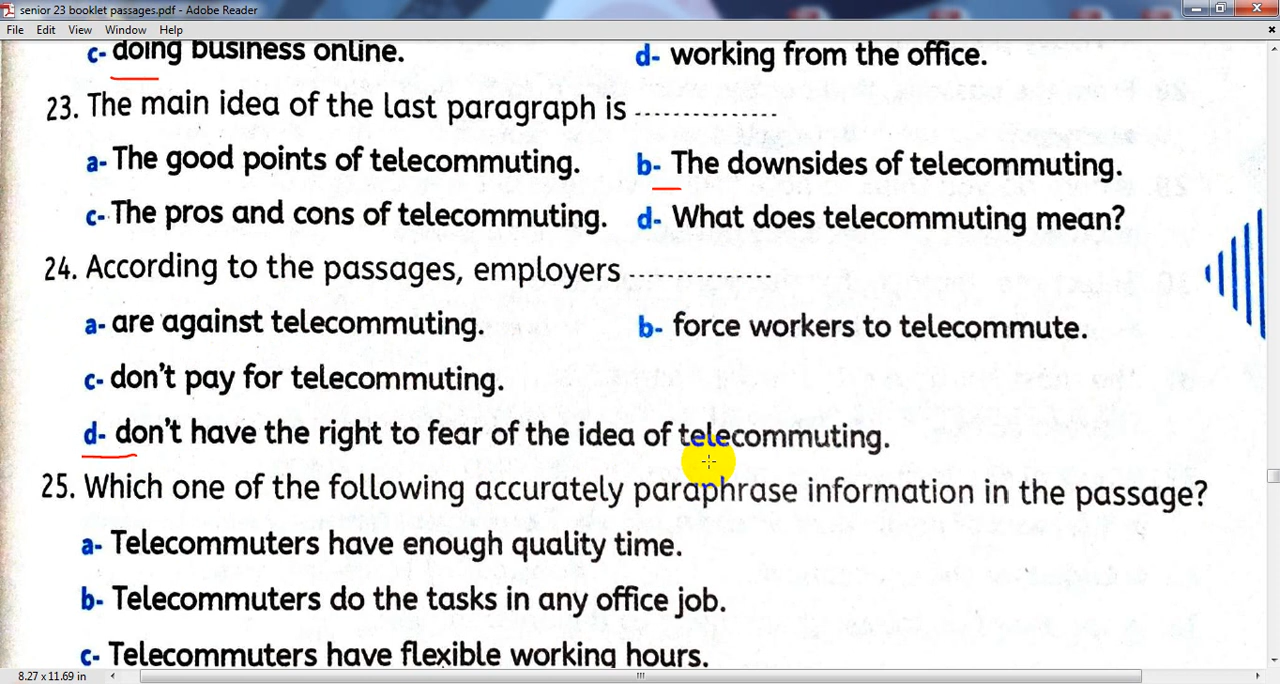 senior 23 booklet passages.pdf - Adobe Reader
File Edit View Window Help
c- doing business online. d- working from the office.
23. The main idea of the last paragraph is ---------------
a- The good points of telecommuting. b- The downsides of telecommuting.
c- The pros and cons of telecommuting. d- What does telecommuting mean?
24. According to the passages, employers ---------------
a- are against telecommuting. b- force workers to telecommute.
c- don't pay for telecommuting.
d- don't have the right to fear of the idea of telecommuting.
25. Which one of the following accurately paraphrase information in the passage?
a- Telecommuters have enough quality time.
b- Telecommuters do the tasks in any office job.
c- Telecommuters have flexible working hours.
8.27 x 11.69 in